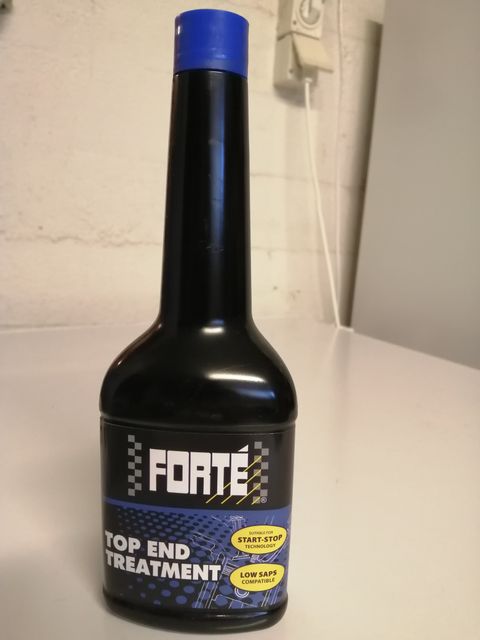 FORTÉ
®
TOP END
TREATMENT
SUITABLE FOR
START-STOP
TECHNOLOGY
LOW SAPS
COMPATIBLE